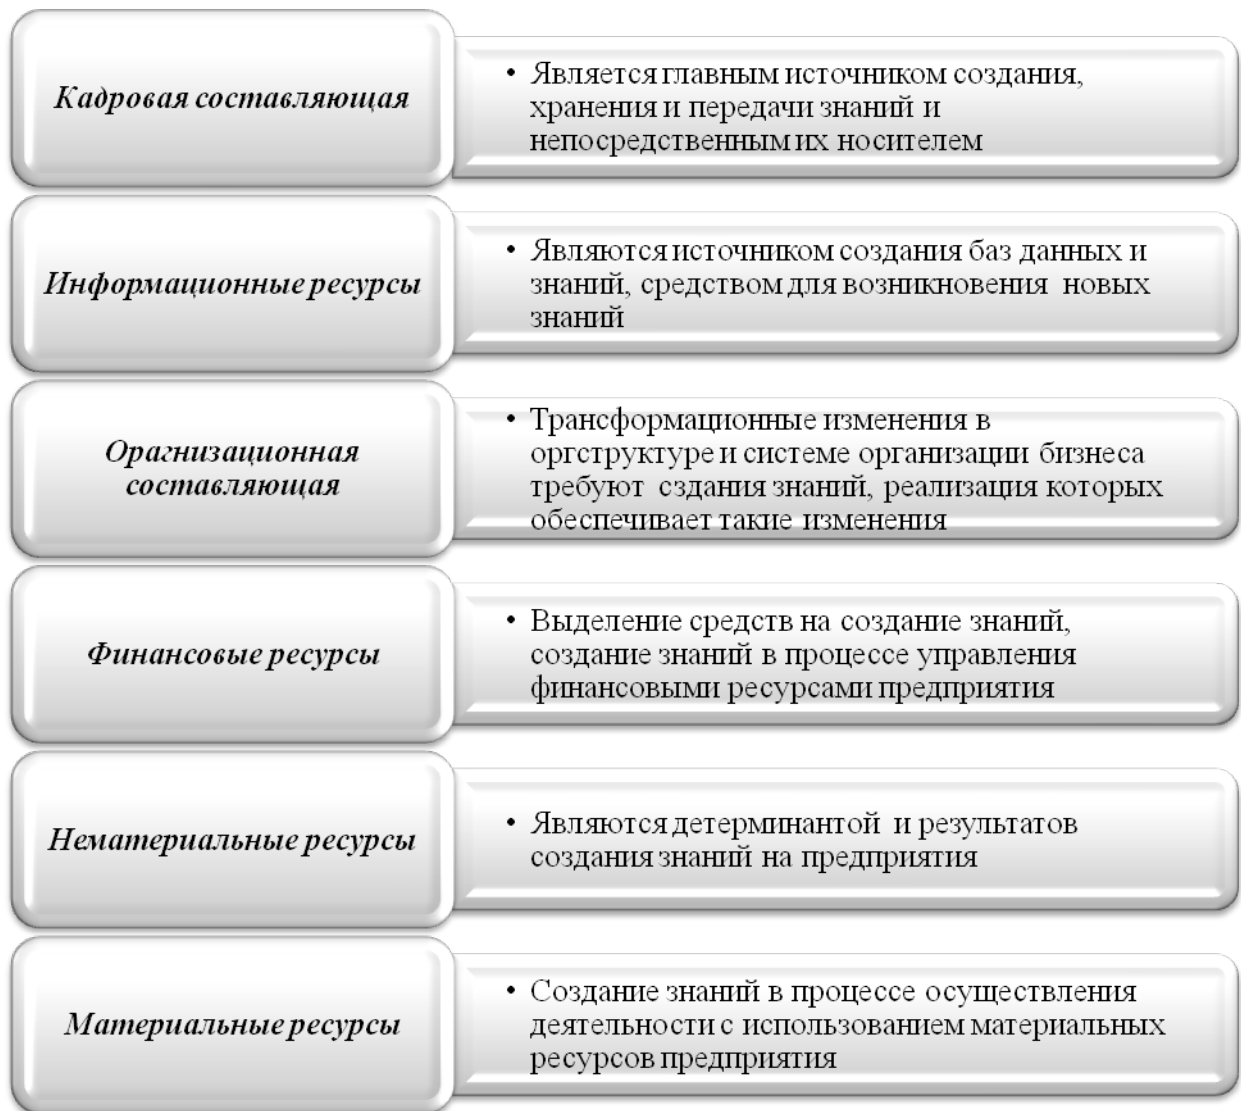 Кадровая составляющая
• Является главным источником создания,
хранения и передачи знаний и
непосредственным их носителем
Информационные ресурсы
• Являются источником создания баз данных и
знаний, средством для возникновения новых
знаний
Орагнизационная
составляющая
• Трансформационные изменения в
оргструктуре и системе организации бизнеса
требуют сздания знаний, реализация которых
обеспечивает такие изменения
Финансовые ресурсы
• Выделение средств на создание знаний,
создание знаний в процессе управления
финансовыми ресурсами предприятия
Нематериальные ресурсы
• Являются детерминантой и результатов
создания знаний на предприятия
Материальные ресурсы
• Создание знаний в процессе осуществления
деятельности с использованием материальных
ресурсов предприятия